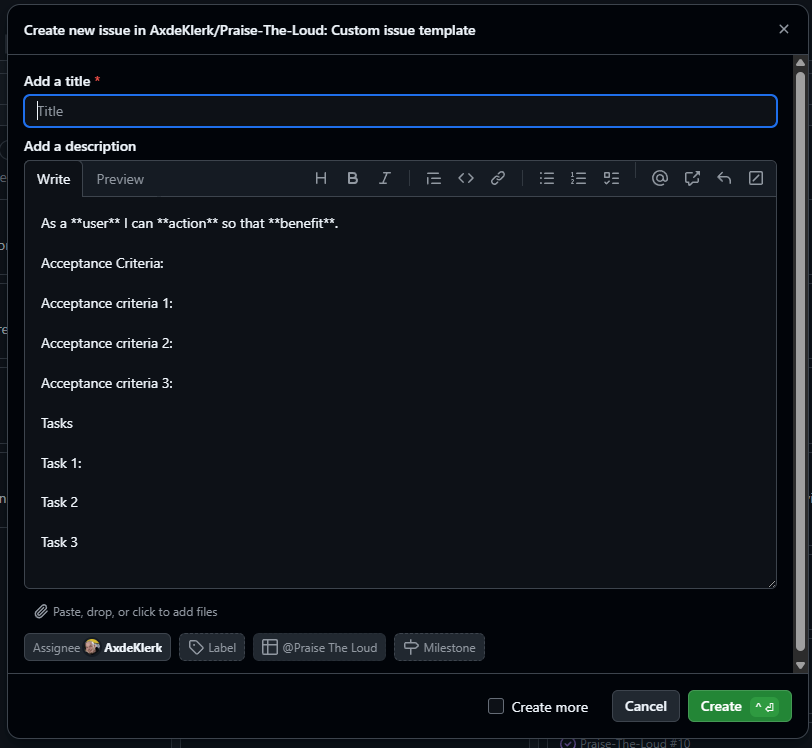 Create new issue in AxdeKlerk/Praise-The-Loud: Custom issue template
Add a title *
Title
Add a description
Write Preview
As a **user** I can **action** so that **benefit**.
Acceptance Criteria:
Acceptance criteria 1:
Acceptance criteria 2:
Acceptance criteria 3:
Tasks
Task 1:
Task 2
Task 3
Paste, drop, or click to add files
Assignee AxdeKlerk Label @Praise The Loud Milestone
Create more Cancel Create
Praise-The-Loud #10